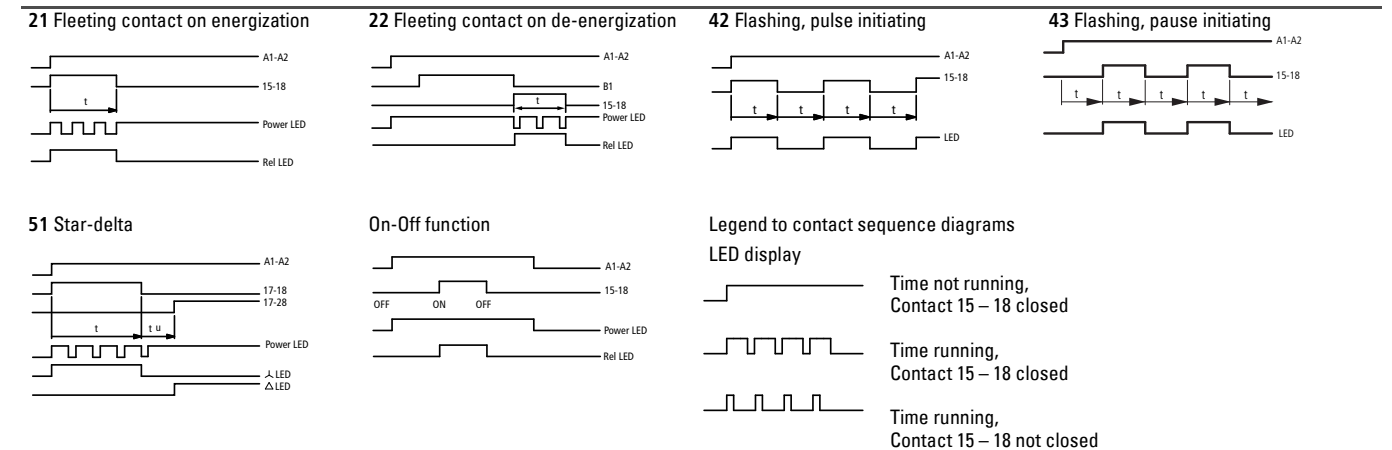 21 Fleeting contact on energization
A1-A2
15-18
t
Power LED
Rel LED
22 Fleeting contact on de-energization
A1-A2
B1
t
15-18
Power LED
Rel LED
42 Flashing, pulse initiating
A1-A2
15-18
t t t t
LED
43 Flashing, pause initiating
A1-A2
15-18
t t t t t
LED
51 Star-delta
A1-A2
17-18
17-28
t t u
Power LED
⅄ LED
△ LED
On-Off function
A1-A2
15-18
OFF ON OFF
Power LED
Rel LED
Legend to contact sequence diagrams
LED display
Time not running,
Contact 15 – 18 closed
Time running,
Contact 15 – 18 closed
Time running,
Contact 15 – 18 not closed